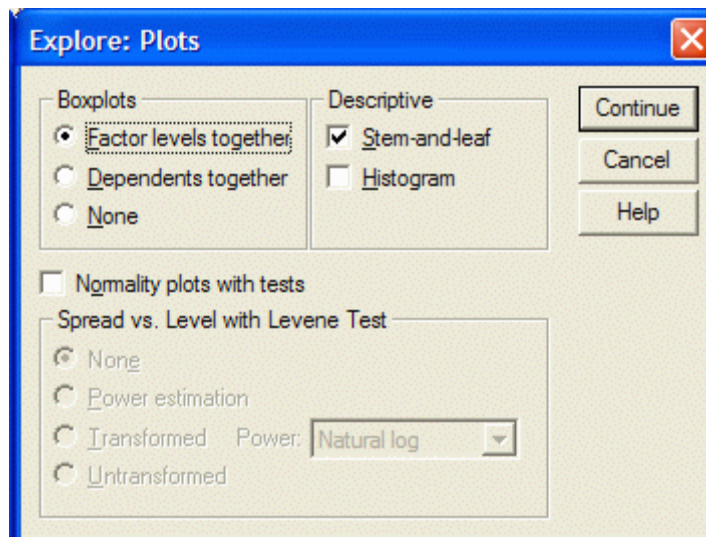 Explore: Plots
Boxplots
Factor levels together
Dependents together
None
Descriptive
Stem-and-leaf
Histogram
Continue
Cancel
Help
Normality plots with tests
Spread vs. Level with Levene Test
None
Power estimation
Transformed Power: Natural log
Untransformed